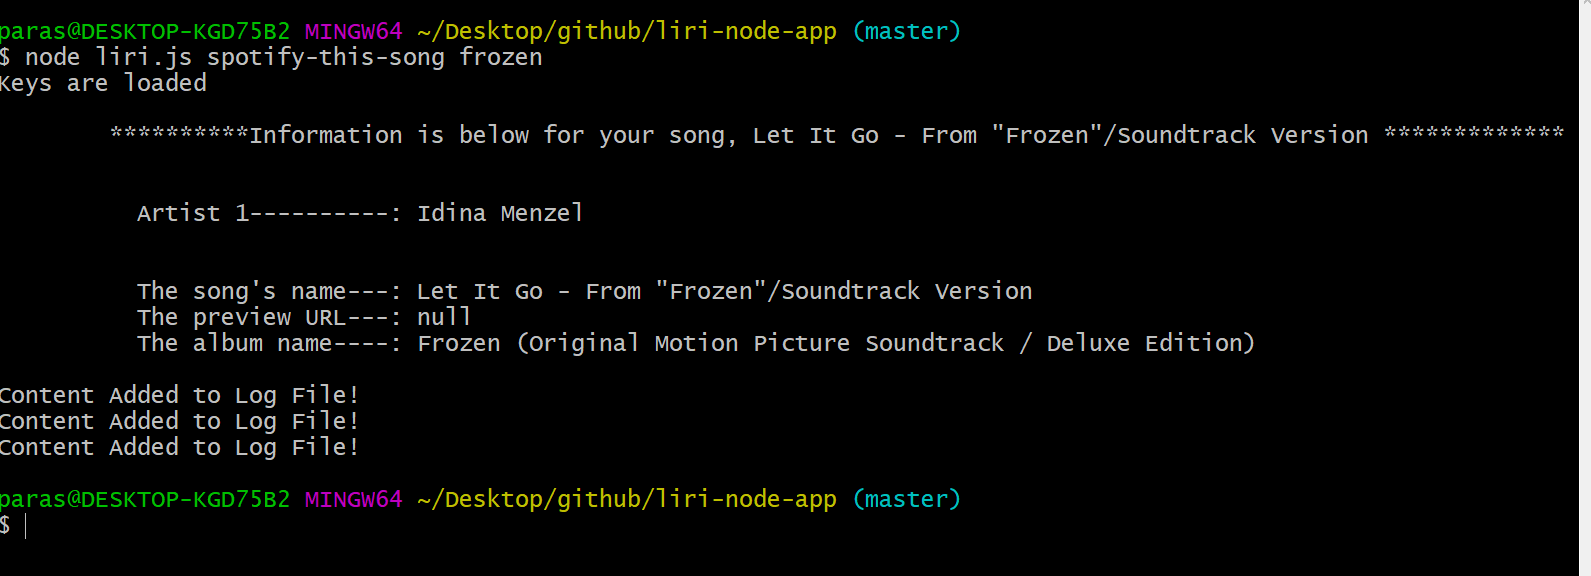 paras@DESKTOP-KGD75B2 MINGW64 ~/Desktop/github/liri-node-app (master)
$ node liri.js spotify-this-song frozen
Keys are loaded
**********Information is below for your song, Let It Go - From "Frozen"/Soundtrack Version *************
Artist 1----------: Idina Menzel
The song's name---: Let It Go - From "Frozen"/Soundtrack Version
The preview URL---: null
The album name----: Frozen (Original Motion Picture Soundtrack / Deluxe Edition)
Content Added to Log File!
Content Added to Log File!
Content Added to Log File!
paras@DESKTOP-KGD75B2 MINGW64 ~/Desktop/github/liri-node-app (master)
$